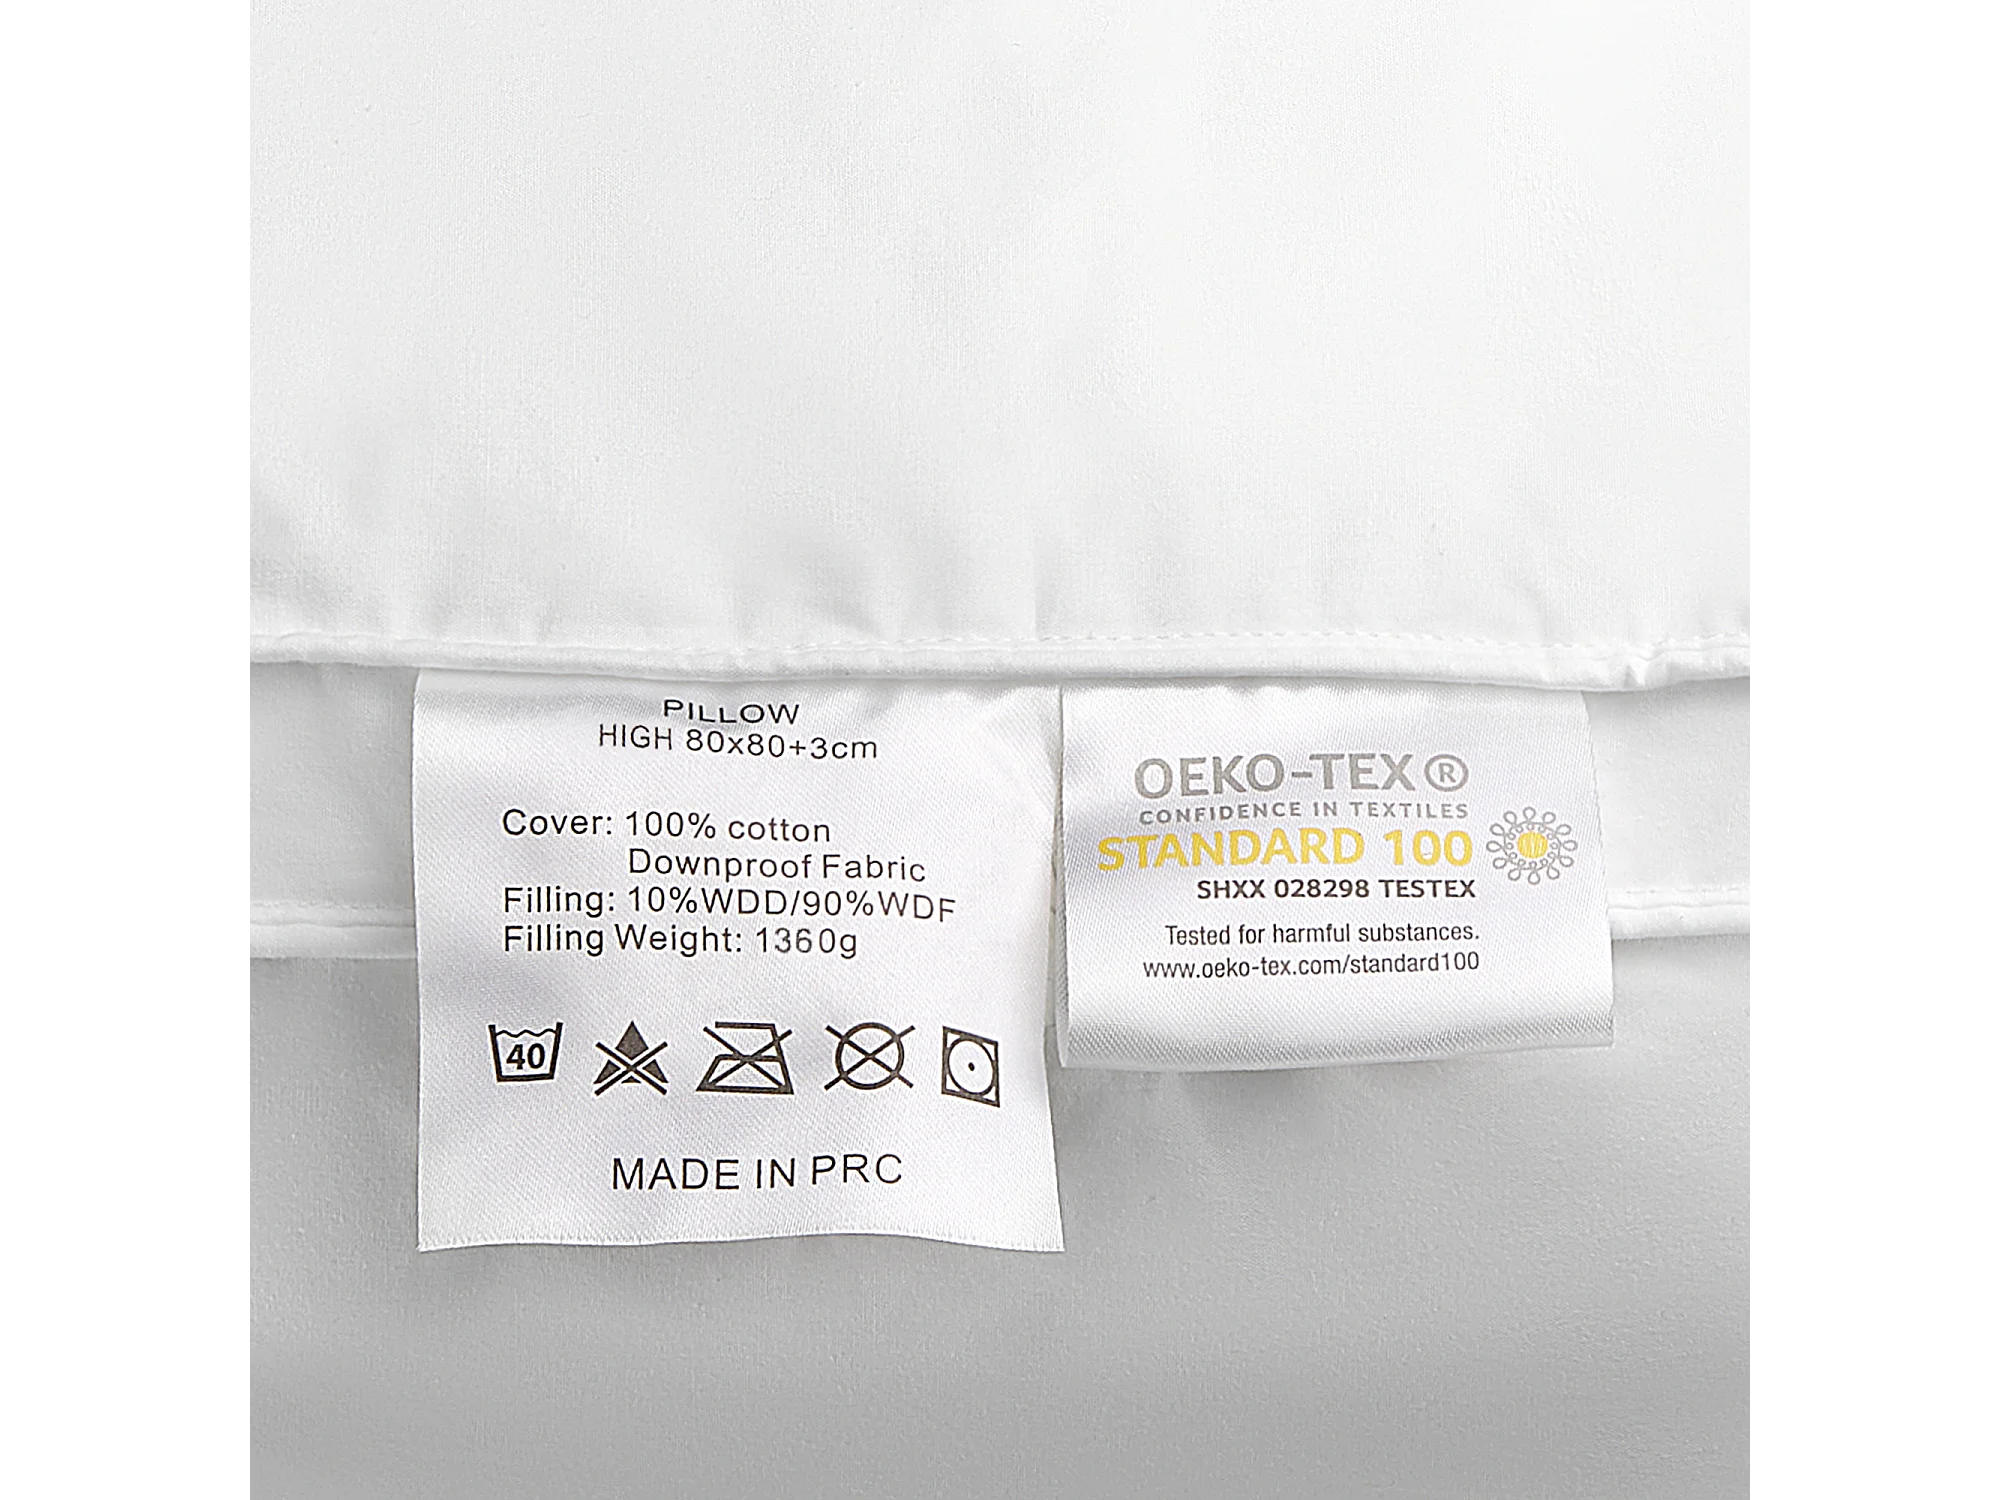 PILLOW
HIGH 80x80+3cm
Cover: 100% cotton
Downproof Fabric
Filling: 10%WDD/90%WDF
Filling Weight: 1360g
40
MADE IN PRC
OEKO-TEX®
CONFIDENCE IN TEXTILES
STANDARD 100
SHXX 028298 TESTEX
Tested for harmful substances.
www.oeko-tex.com/standard100